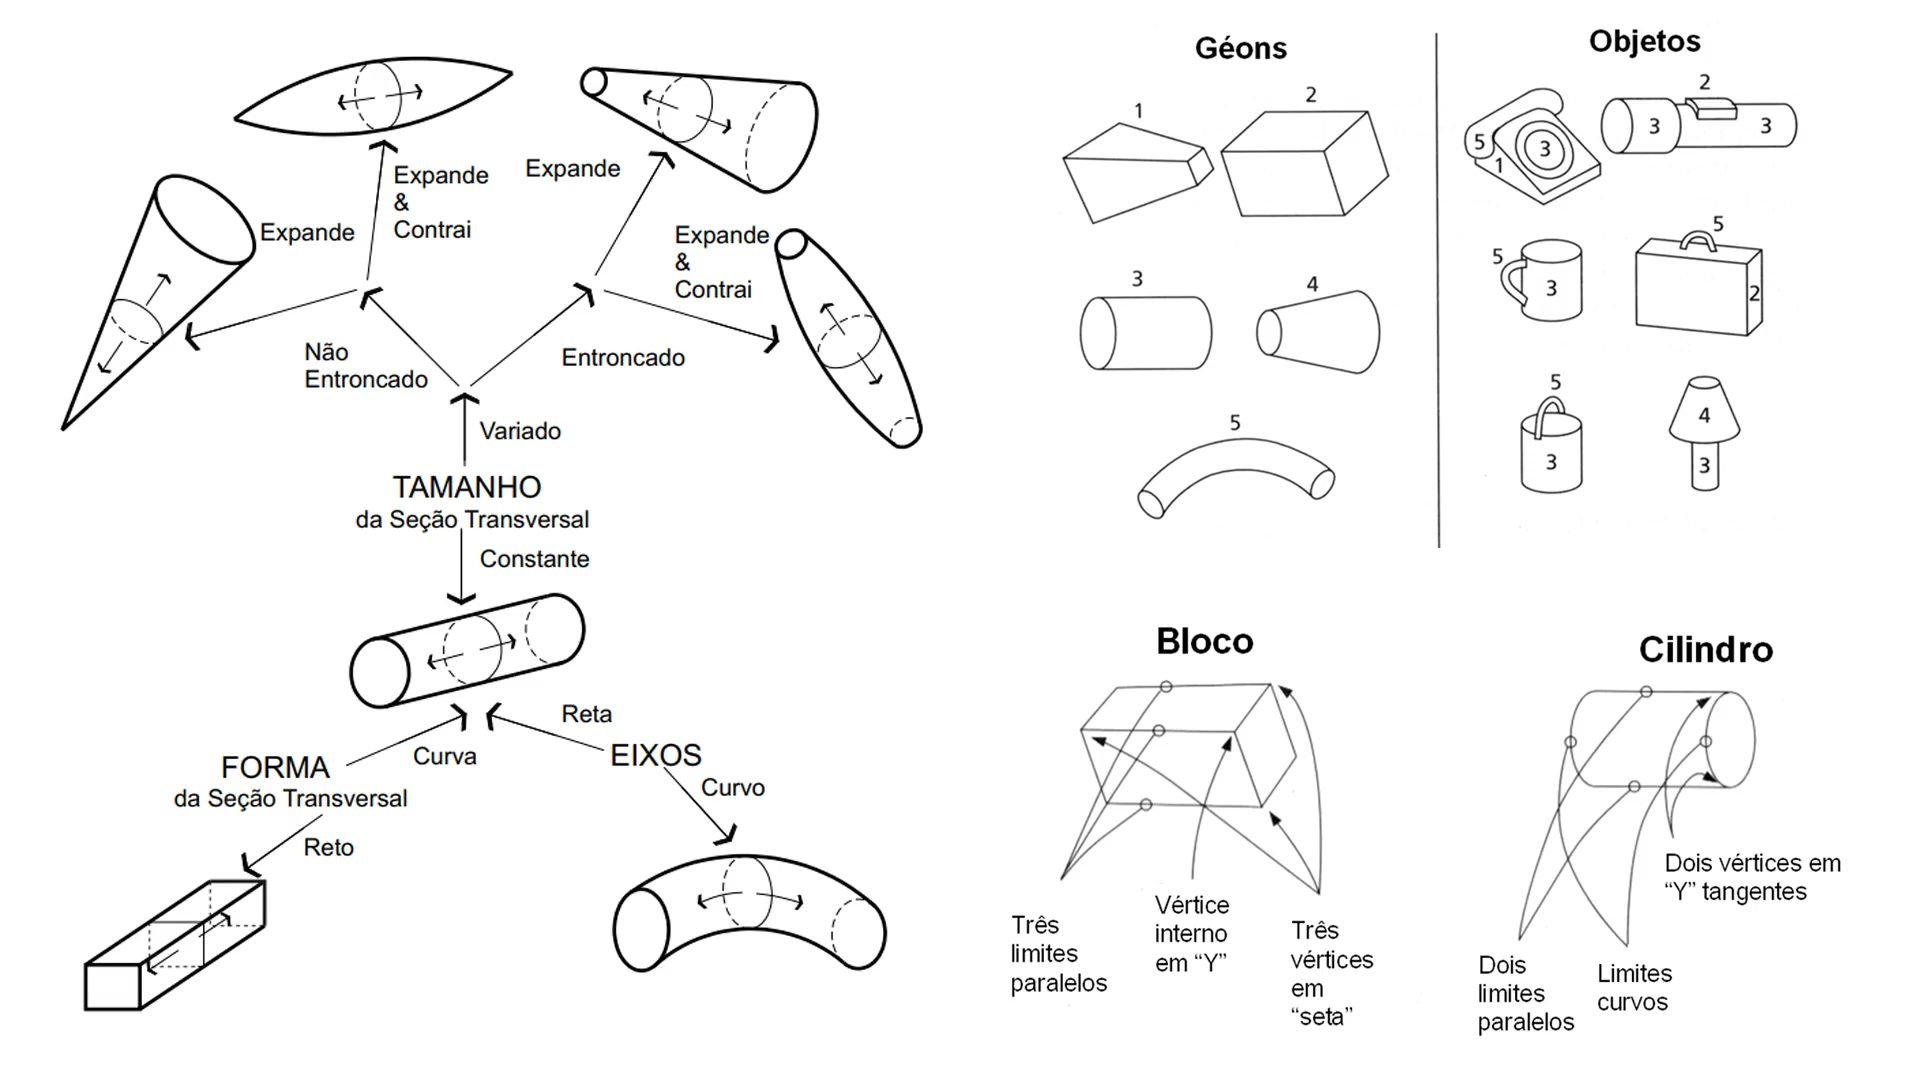 Expande
&
Contrai
Expande
Expande
Expande
&
Contrai
Não
Entroncado
Entroncado
Variado
TAMANHO
da Seção Transversal
Constante
Reta
Curva
EIXOS
FORMA
da Seção Transversal
Curvo
Reto
Géons
1
2
3
4
5
Objetos
5
1
3
2
3
3
5
3
5
2
5
3
4
3
Bloco
Três
limites
paralelos
Vértice
interno
em “Y”
Três
vértices
em
“seta”
Cilindro
Dois vértices em
“Y” tangentes
Dois
limites
paralelos
Limites
curvos